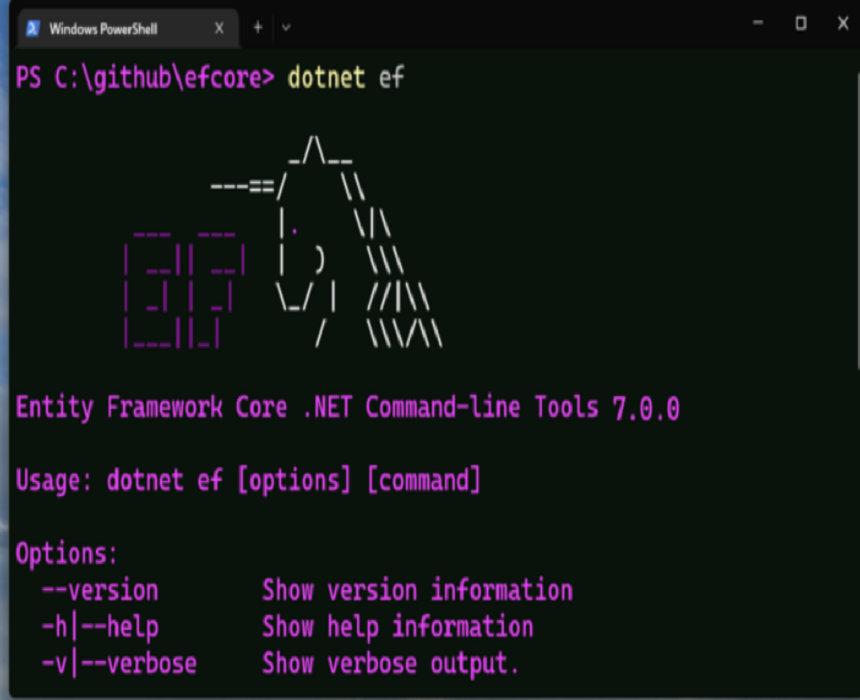 Windows PowerShell
PS C:\github\efcore> dotnet ef
                     _/\__
               ---==/    \\
         ___  ___   |.    \|\
        | __|| __|  |  )   \\\
        | _| | _|   \_/ |  //|\\
        |___||_|       /   \\\/\\
Entity Framework Core .NET Command-line Tools 7.0.0
Usage: dotnet ef [options] [command]
Options:
  --version        Show version information
  -h|--help        Show help information
  -v|--verbose     Show verbose output.